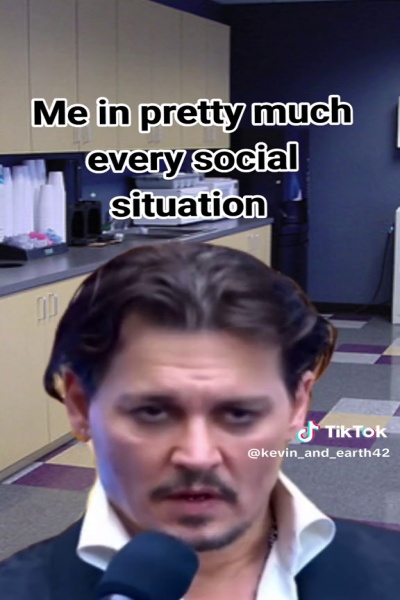 Me in pretty much
every social
situation
TikTok
@kevin_and_earth42